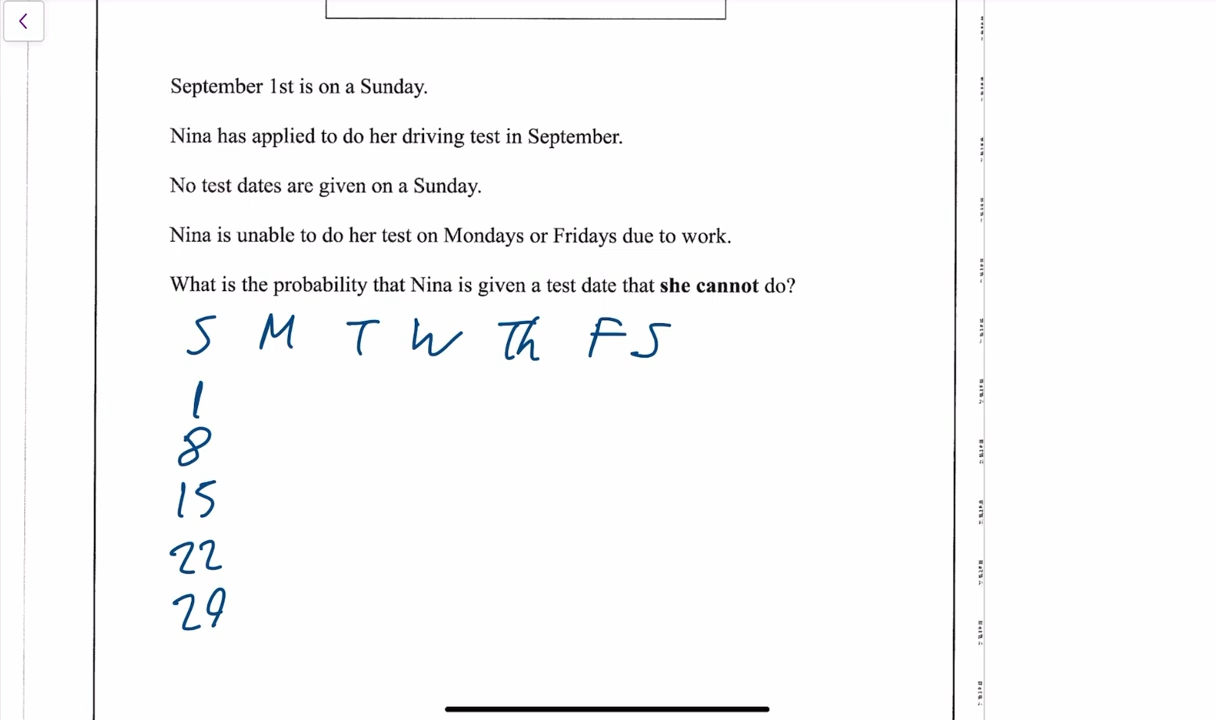 September 1st is on a Sunday.
Nina has applied to do her driving test in September.
No test dates are given on a Sunday.
Nina is unable to do her test on Mondays or Fridays due to work.
What is the probability that Nina is given a test date that she cannot do?
S M T W Th F S
1
8
15
22
29